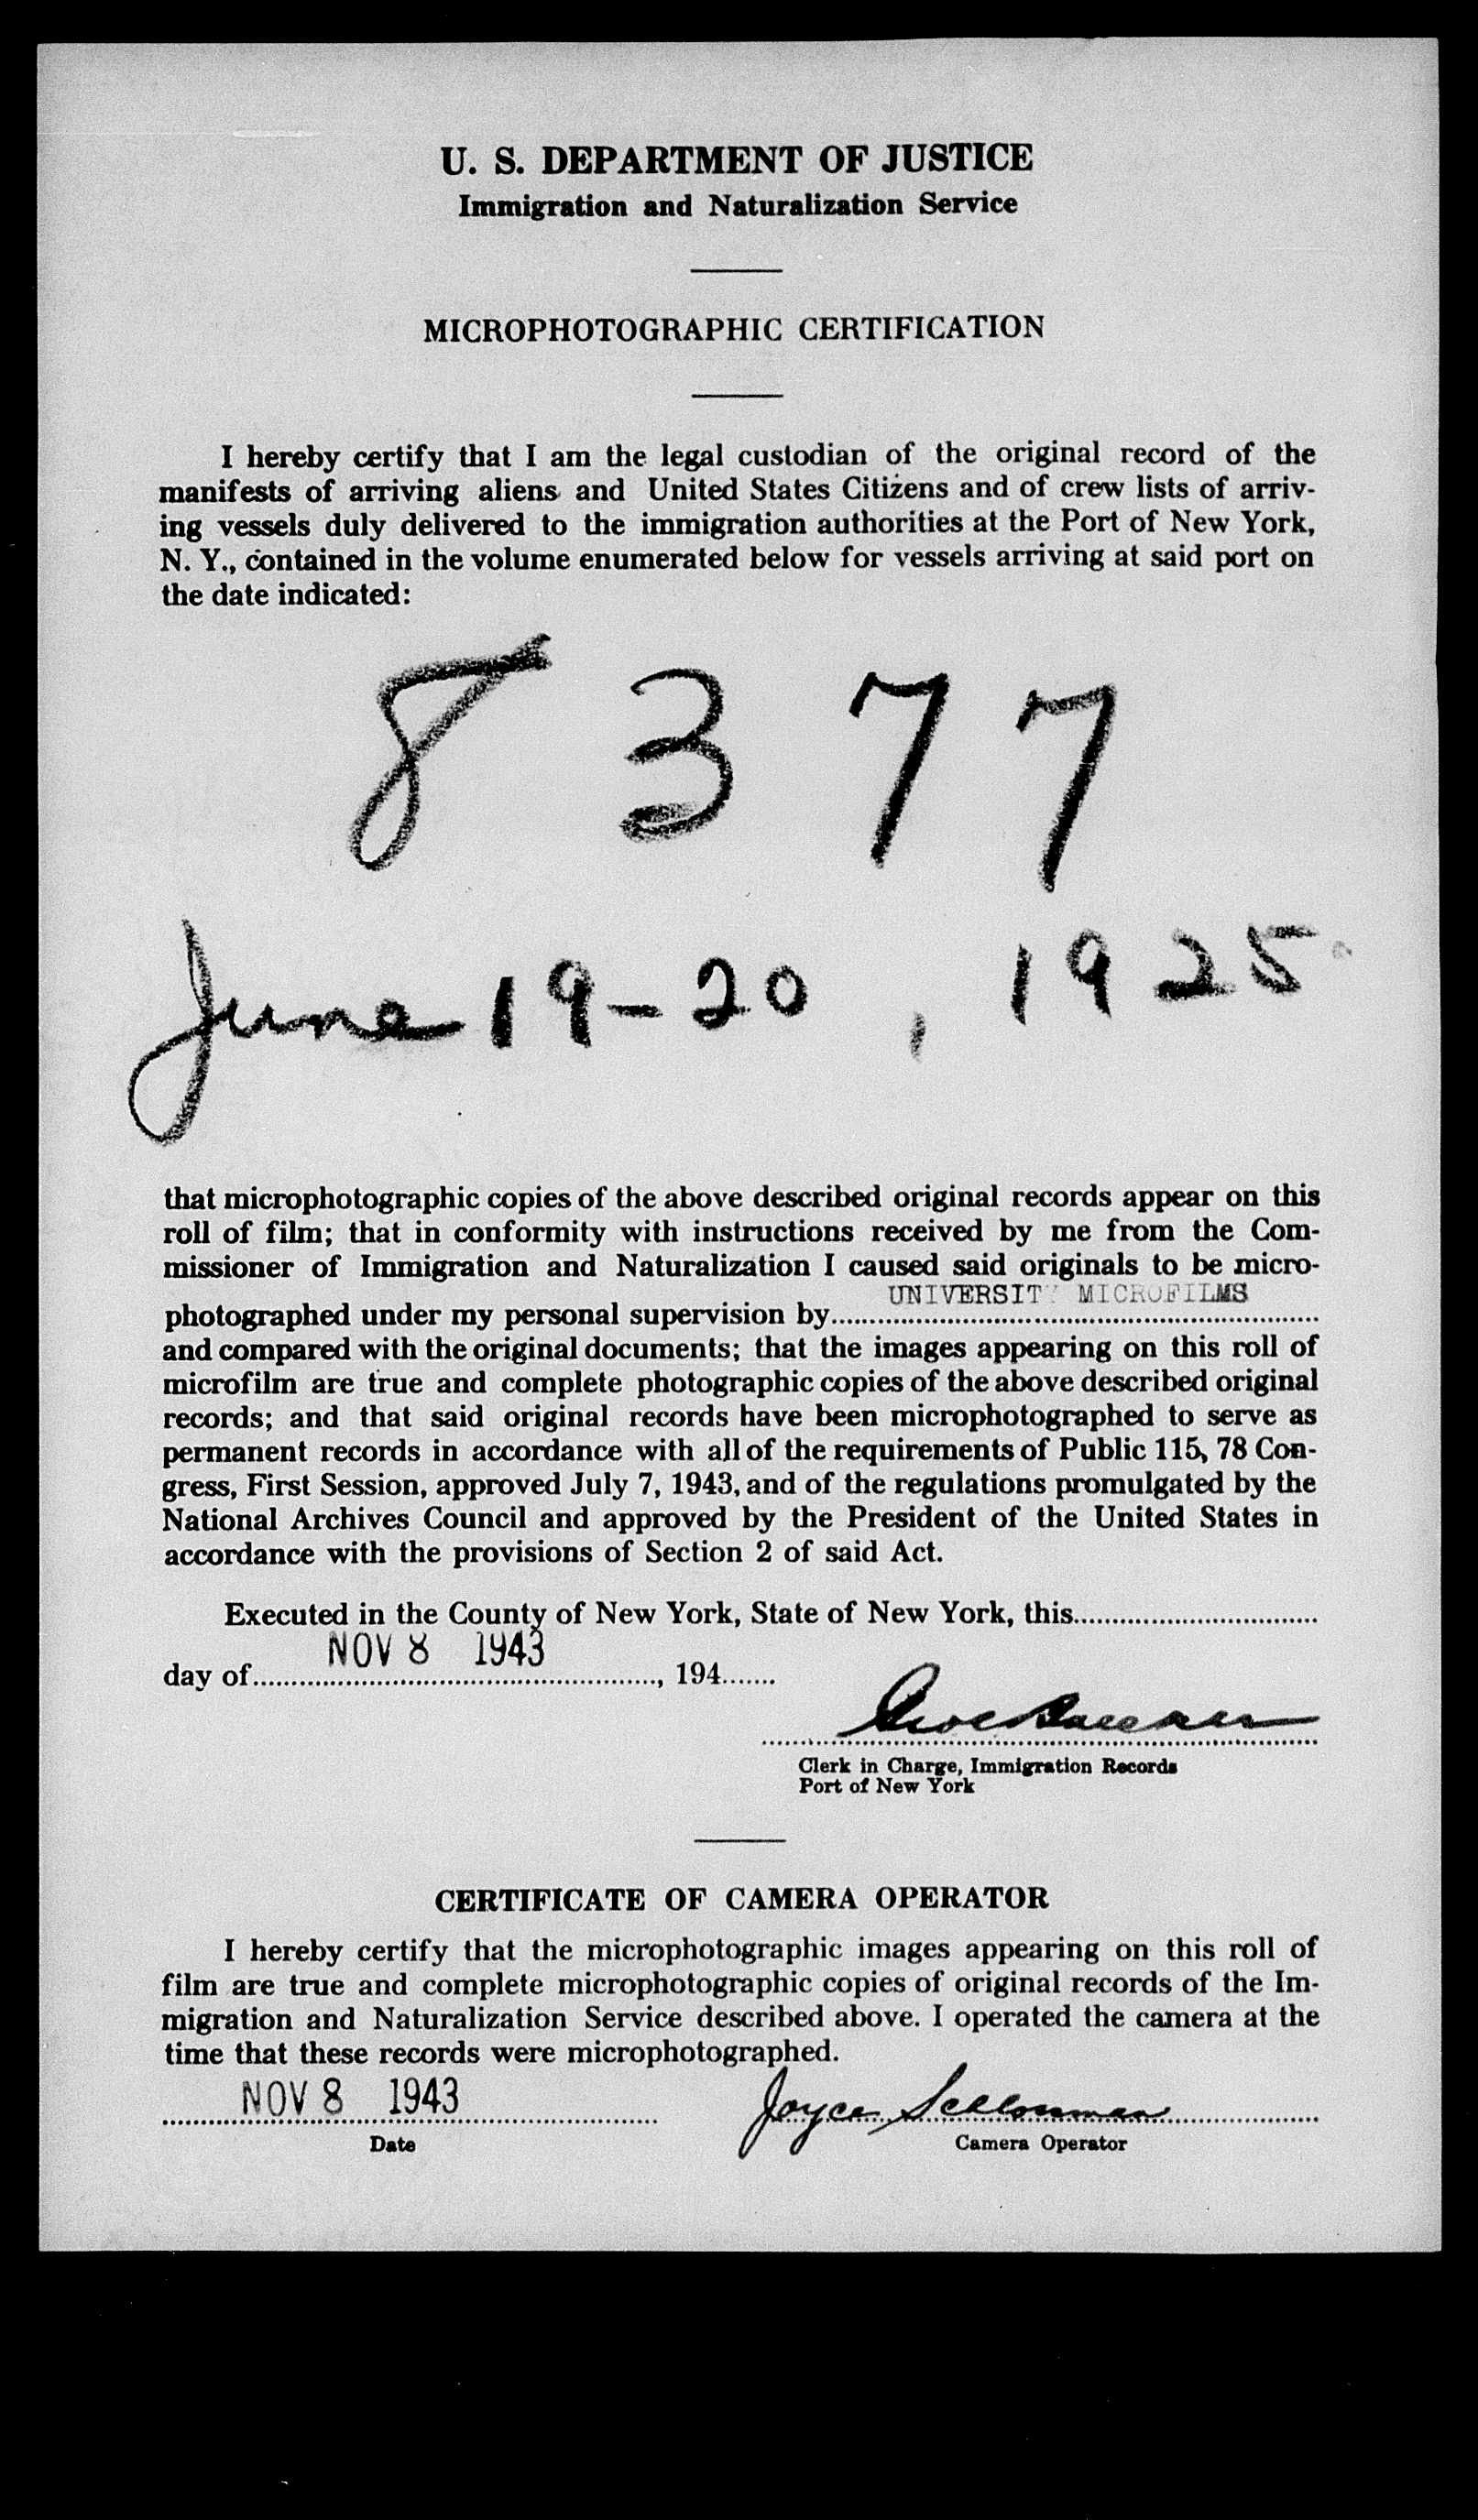 U. S. DEPARTMENT OF JUSTICE
Immigration and Naturalization Service
MICROPHOTOGRAPHIC CERTIFICATION
I hereby certify that I am the legal custodian of the original record of the
manifests of arriving aliens and United States Citizens and of crew lists of arriv-
ing vessels duly delivered to the immigration authorities at the Port of New York,
N. Y., contained in the volume enumerated below for vessels arriving at said port on
the date indicated:
8377
June 19-20, 1925
that microphotographic copies of the above described original records appear on this
roll of film; that in conformity with instructions received by me from the Com-
missioner of Immigration and Naturalization I caused said originals to be micro-
UNIVERSITY MICROFILMS
photographed under my personal supervision by
and compared with the original documents; that the images appearing on this roll of
microfilm are true and complete photographic copies of the above described original
records; and that said original records have been microphotographed to serve as
permanent records in accordance with all of the requirements of Public 115, 78 Con-
gress, First Session, approved July 7, 1943, and of the regulations promulgated by the
National Archives Council and approved by the President of the United States in
accordance with the provisions of Section 2 of said Act.
Executed in the County of New York, State of New York, this
NOV 8 1943
day of, 194
Clerk in Charge, Immigration Records
Port of New York
CERTIFICATE OF CAMERA OPERATOR
I hereby certify that the microphotographic images appearing on this roll of
film are true and complete microphotographic copies of original records of the Im-
migration and Naturalization Service described above. I operated the camera at the
time that these records were microphotographed.
NOV 8 1943 Joyce
Date Camera Operator